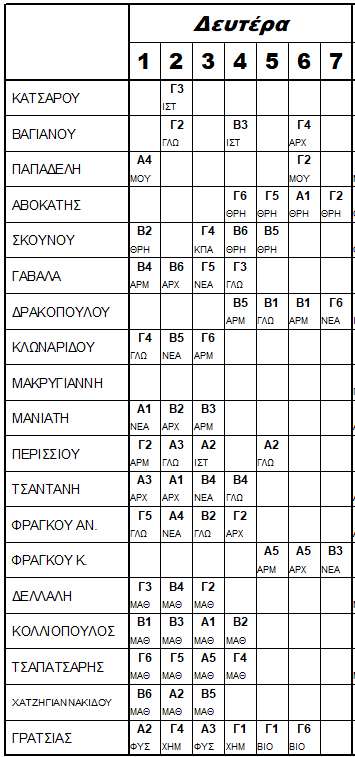 Δευτέρα
1 2 3 4 5 6 7
ΚΑΤΣΑΡΟΥ Γ3
ΙΣΤ
ΒΑΓΙΑΝΟΥ Γ2 Β3 Γ4
ΓΛΩ ΙΣΤ ΑΡΧ
ΠΑΠΑΔΕΛΗ Α4 Γ2
ΜΟΥ ΜΟΥ
ΑΒΟΚΑΤΗΣ Γ6 Γ5 Α1 Γ2
ΘΡΗ ΘΡΗ ΘΡΗ ΘΡΗ
ΣΚΟΥΝΟΥ Β2 Γ4 Β6 Β5
ΘΡΗ ΚΠΑ ΘΡΗ ΘΡΗ
ΓΑΒΑΛΑ Β4 Β6 Γ5 Γ3
ΑΡΜ ΑΡΧ ΝΕΑ ΓΛΩ
ΔΡΑΚΟΠΟΥΛΟΥ Β5 Β1 Β1 Γ6
ΑΡΜ ΓΛΩ ΑΡΜ ΝΕΑ
ΚΛΩΝΑΡΙΔΟΥ Γ4 Β5 Γ6
ΓΛΩ ΝΕΑ ΑΡΜ
ΜΑΚΡΥΓΙΑΝΝΗ
ΜΑΝΙΑΤΗ Α1 Β2 Β3
ΝΕΑ ΑΡΧ ΑΡΜ
ΠΕΡΙΣΣΙΟΥ Γ2 Α3 Α2 Α2
ΑΡΜ ΓΛΩ ΙΣΤ ΓΛΩ
ΤΣΑΝΤΑΝΗ Α3 Α1 Β4 Β4
ΑΡΧ ΑΡΧ ΝΕΑ ΓΛΩ
ΦΡΑΓΚΟΥ ΑΝ. Γ5 Α4 Β2 Γ2
ΓΛΩ ΝΕΑ ΓΛΩ ΑΡΧ
ΦΡΑΓΚΟΥ Κ. Α5 Α5 Β3
ΑΡΜ ΑΡΧ ΝΕΑ
ΔΕΛΛΑΛΗ Γ3 Β4 Γ2
ΜΑΘ ΜΑΘ ΜΑΘ
ΚΟΛΛΙΟΠΟΥΛΟΣ Β1 Β3 Α1 Β2
ΜΑΘ ΜΑΘ ΜΑΘ ΜΑΘ
ΤΣΑΠΑΤΣΑΡΗΣ Γ6 Γ5 Α5 Γ4
ΜΑΘ ΜΑΘ ΜΑΘ ΜΑΘ
ΧΑΤΖΗΓΙΑΝΝΑΚΙΔΟΥ Β6 Α2 Β5
ΜΑΘ ΜΑΘ ΜΑΘ
ΓΡΑΤΣΙΑΣ Α2 Γ4 Α3 Γ1 Γ1 Γ6
ΦΥΣ ΧΗΜ ΦΥΣ ΧΗΜ ΒΙΟ ΒΙΟ